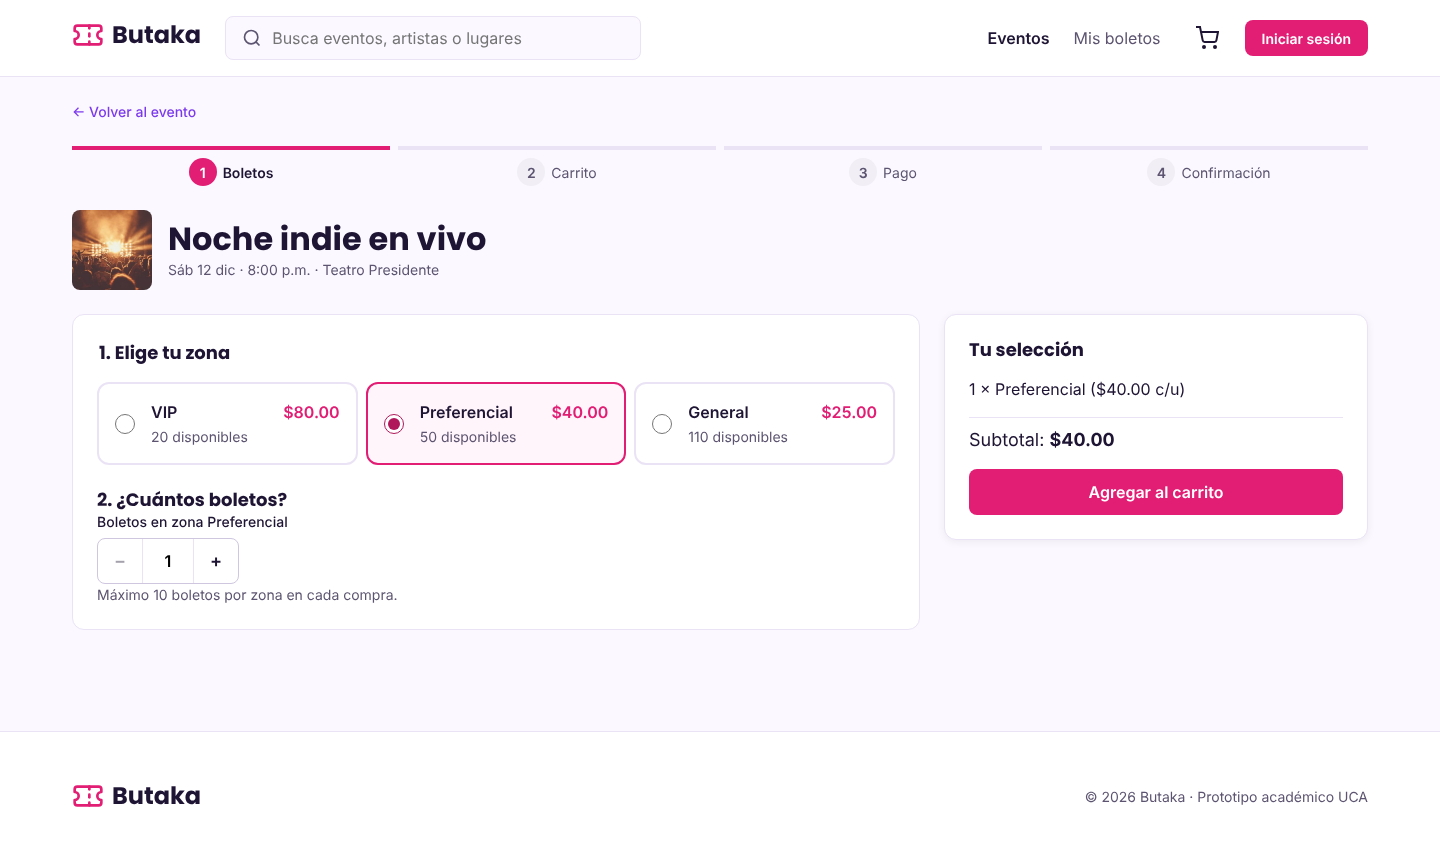 Butaka
Busca eventos, artistas o lugares
Eventos
Mis boletos
Iniciar sesión
← Volver al evento
1 Boletos
2 Carrito
3 Pago
4 Confirmación
Noche indie en vivo
Sáb 12 dic · 8:00 p.m. · Teatro Presidente
1. Elige tu zona
VIP $80.00
20 disponibles
Preferencial $40.00
50 disponibles
General $25.00
110 disponibles
2. ¿Cuántos boletos?
Boletos en zona Preferencial
− 1 +
Máximo 10 boletos por zona en cada compra.
Tu selección
1 × Preferencial ($40.00 c/u)
Subtotal: $40.00
Agregar al carrito
Butaka
© 2026 Butaka · Prototipo académico UCA